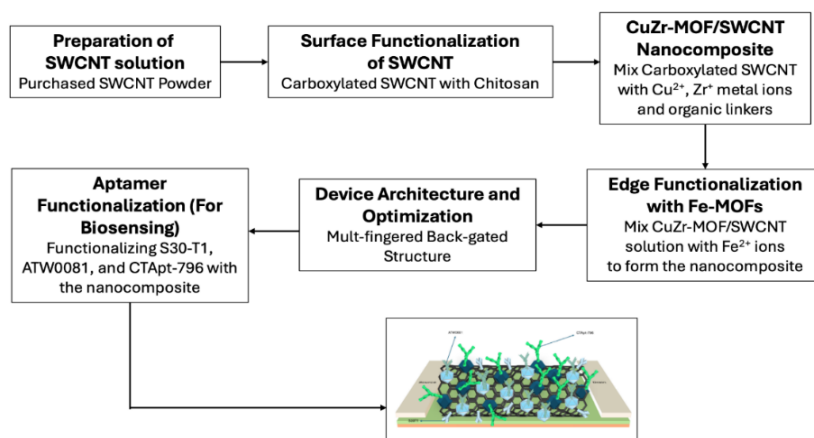 Preparation of
SWCNT solution
Purchased SWCNT Powder
Surface Functionalization
of SWCNT
Carboxylated SWCNT with Chitosan
CuZr-MOF/SWCNT
Nanocomposite
Mix Carboxylated SWCNT
with Cu²⁺, Zr⁺ metal ions
and organic linkers
Edge Functionalization
with Fe-MOFs
Mix CuZr-MOF/SWCNT
solution with Fe²⁺ ions
to form the nanocomposite
Device Architecture and
Optimization
Mult-fingered Back-gated
Structure
Aptamer
Functionalization (For
Biosensing)
Functionalizing S30-T1,
ATW0081, and CTApt-796 with
the nanocomposite
CTApt-796